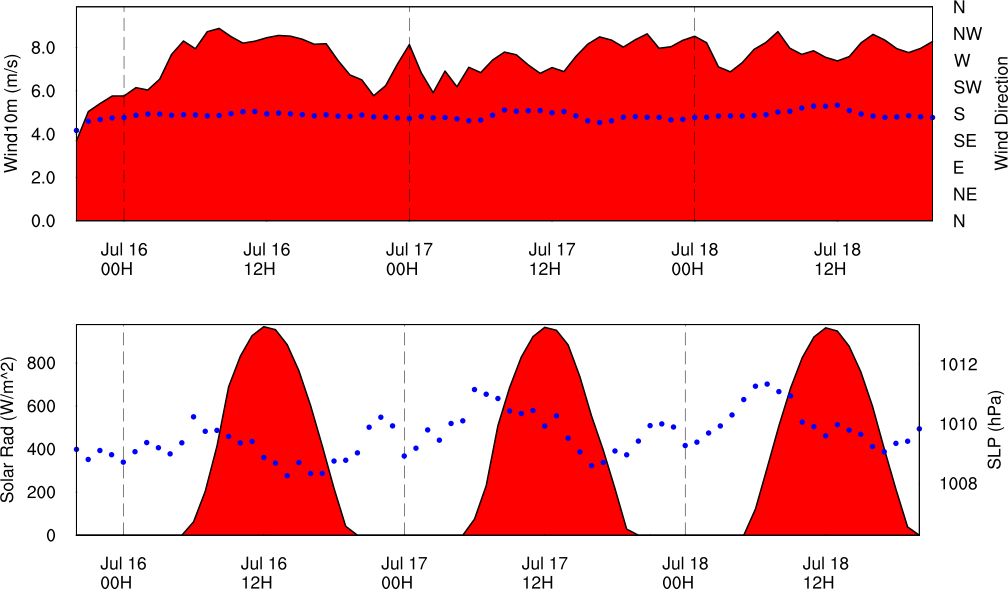 Wind10m (m/s)
8.0
6.0
4.0
2.0
0.0
N
NW
W
SW
S
SE
E
NE
N
Wind Direction
Jul 16
00H
Jul 16
12H
Jul 17
00H
Jul 17
12H
Jul 18
00H
Jul 18
12H
Solar Rad (W/m^2)
800
600
400
200
0
1012
1010
1008
SLP (hPa)
Jul 16
00H
Jul 16
12H
Jul 17
00H
Jul 17
12H
Jul 18
00H
Jul 18
12H